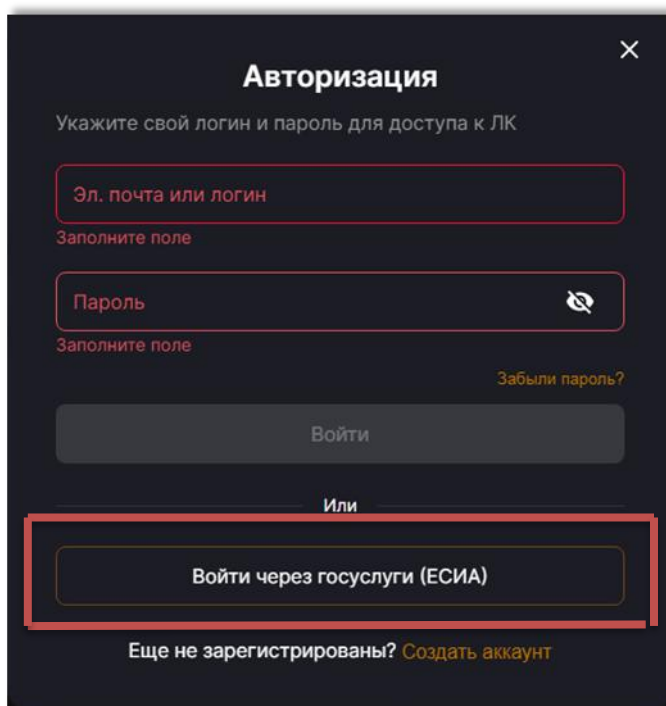 Авторизация
Укажите свой логин и пароль для доступа к ЛК
Эл. почта или логин
Заполните поле
Пароль
Заполните поле
Забыли пароль?
Войти
Или
Войти через госуслуги (ЕСИА)
Еще не зарегистрированы? Создать аккаунт